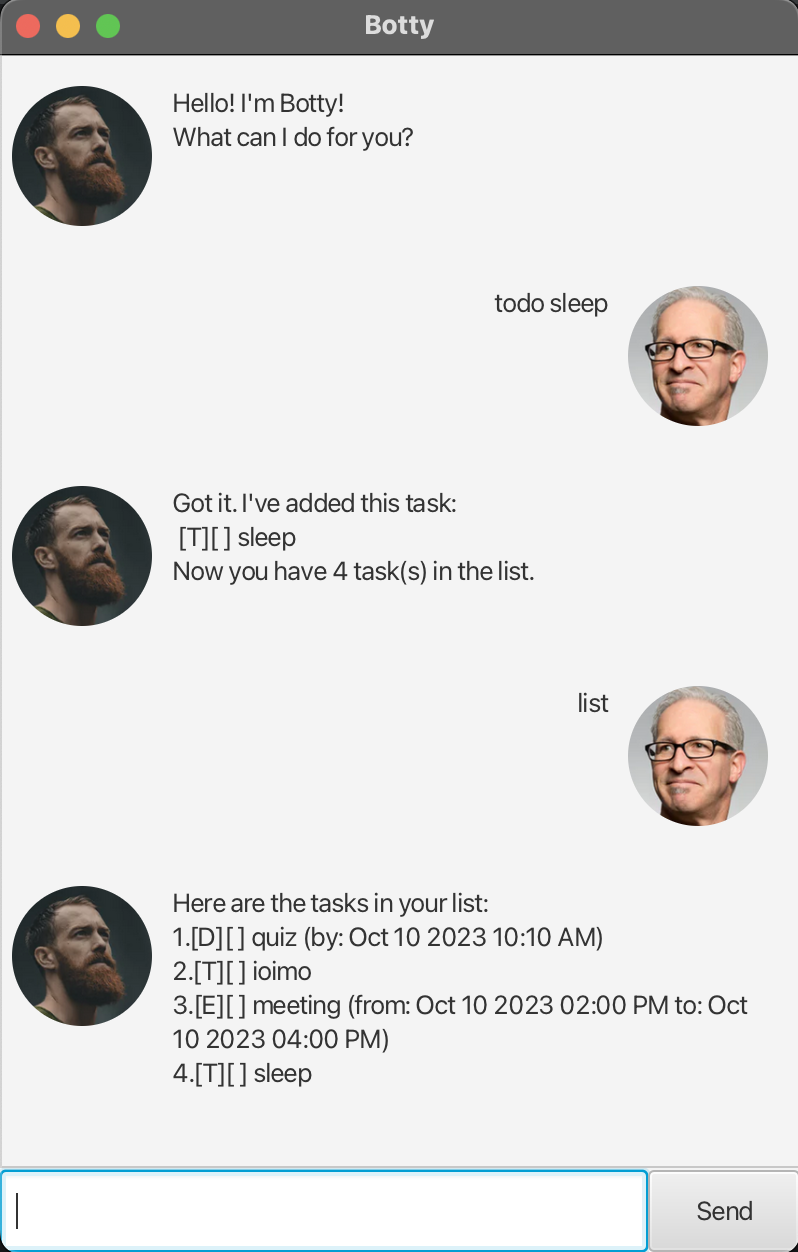 Botty
Hello! I'm Botty!
What can I do for you?
todo sleep
Got it. I've added this task:
[T][ ] sleep
Now you have 4 task(s) in the list.
list
Here are the tasks in your list:
1.[D][ ] quiz (by: Oct 10 2023 10:10 AM)
2.[T][ ] ioimo
3.[E][ ] meeting (from: Oct 10 2023 02:00 PM to: Oct
10 2023 04:00 PM)
4.[T][ ] sleep
Send